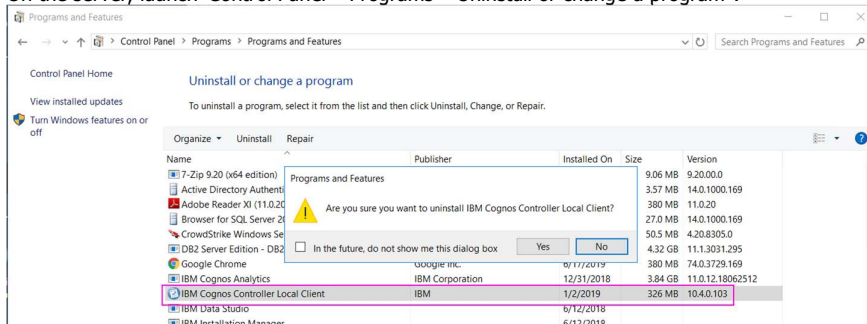 On the server, launch 'Control Panel - Programs - Uninstall or change a program'.
Programs and Features
Control Panel > Programs > Programs and Features
Search Programs and Features
Control Panel Home
View installed updates
Turn Windows features on or off
Uninstall or change a program
To uninstall a program, select it from the list and then click Uninstall, Change, or Repair.
Organize Uninstall Repair
Name Publisher Installed On Size Version
7-Zip 9.20 (x64 edition) 9.06 MB 9.20.00.0
Active Directory Authenti 3.57 MB 14.0.1000.169
Adobe Reader XI (11.0.20 380 MB 11.0.20
Browser for SQL Server 20 27.0 MB 14.0.1000.169
CrowdStrike Windows Se 50.5 MB 4.20.8305.0
DB2 Server Edition - DB2 4.32 GB 11.1.3031.295
Google Chrome Google Inc. 6/17/2019 380 MB 74.0.3729.169
IBM Cognos Analytics IBM Corporation 12/31/2018 3.84 GB 11.0.12.18062512
IBM Cognos Controller Local Client IBM 1/2/2019 326 MB 10.4.0.103
IBM Data Studio 6/12/2018
IBM Installation Manager 6/12/2018
Programs and Features
Are you sure you want to uninstall IBM Cognos Controller Local Client?
In the future, do not show me this dialog box Yes No